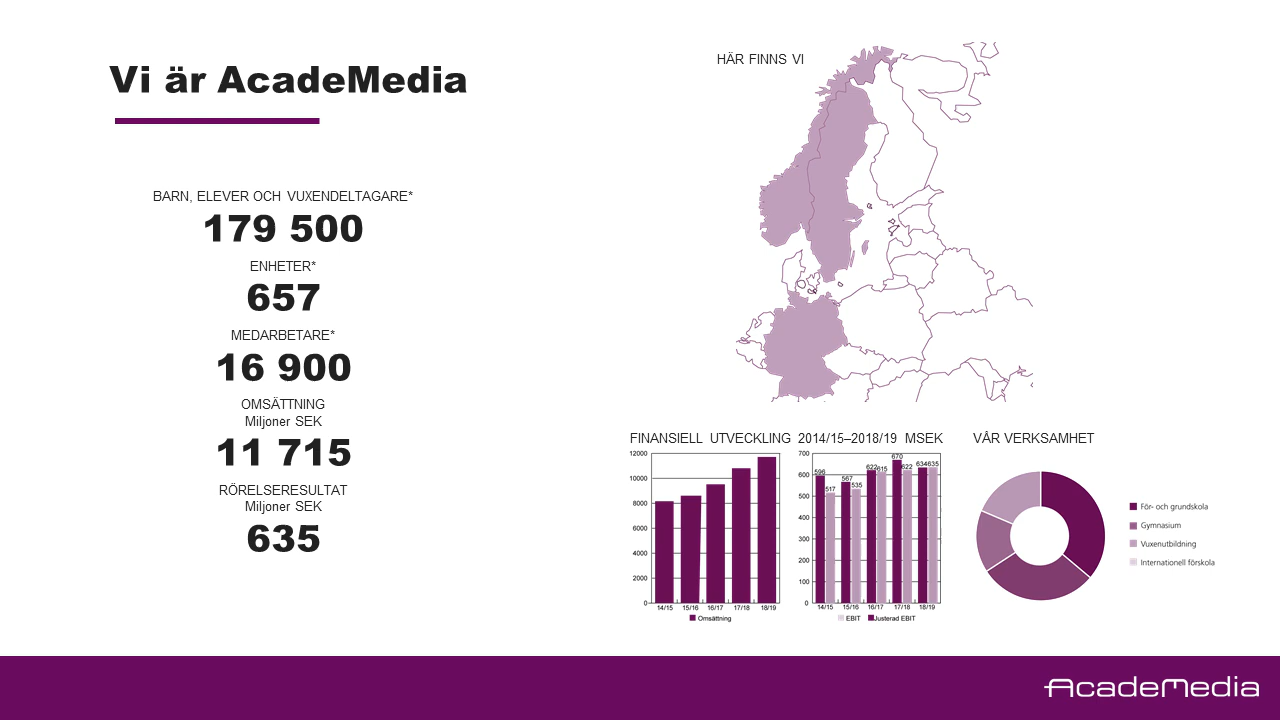 Vi är AcadeMedia
BARN, ELEVER OCH VUXENDELTAGARE*
179 500
ENHETER*
657
MEDARBETARE*
16 900
OMSÄTTNING
Miljoner SEK
11 715
RÖRELSERESULTAT
Miljoner SEK
635
HÄR FINNS VI
FINANSIELL UTVECKLING 2014/15–2018/19 MSEK
12000
10000
8000
6000
4000
2000
0
14/15 15/16 16/17 17/18 18/19
Omsättning
700
600
500
400
300
200
100
0
596 517 567 535 622 615 670 622 634 635
14/15 15/16 16/17 17/18 18/19
EBIT Justerad EBIT
VÅR VERKSAMHET
För- och grundskola
Gymnasium
Vuxenutbildning
Internationell förskola
AcadeMedia